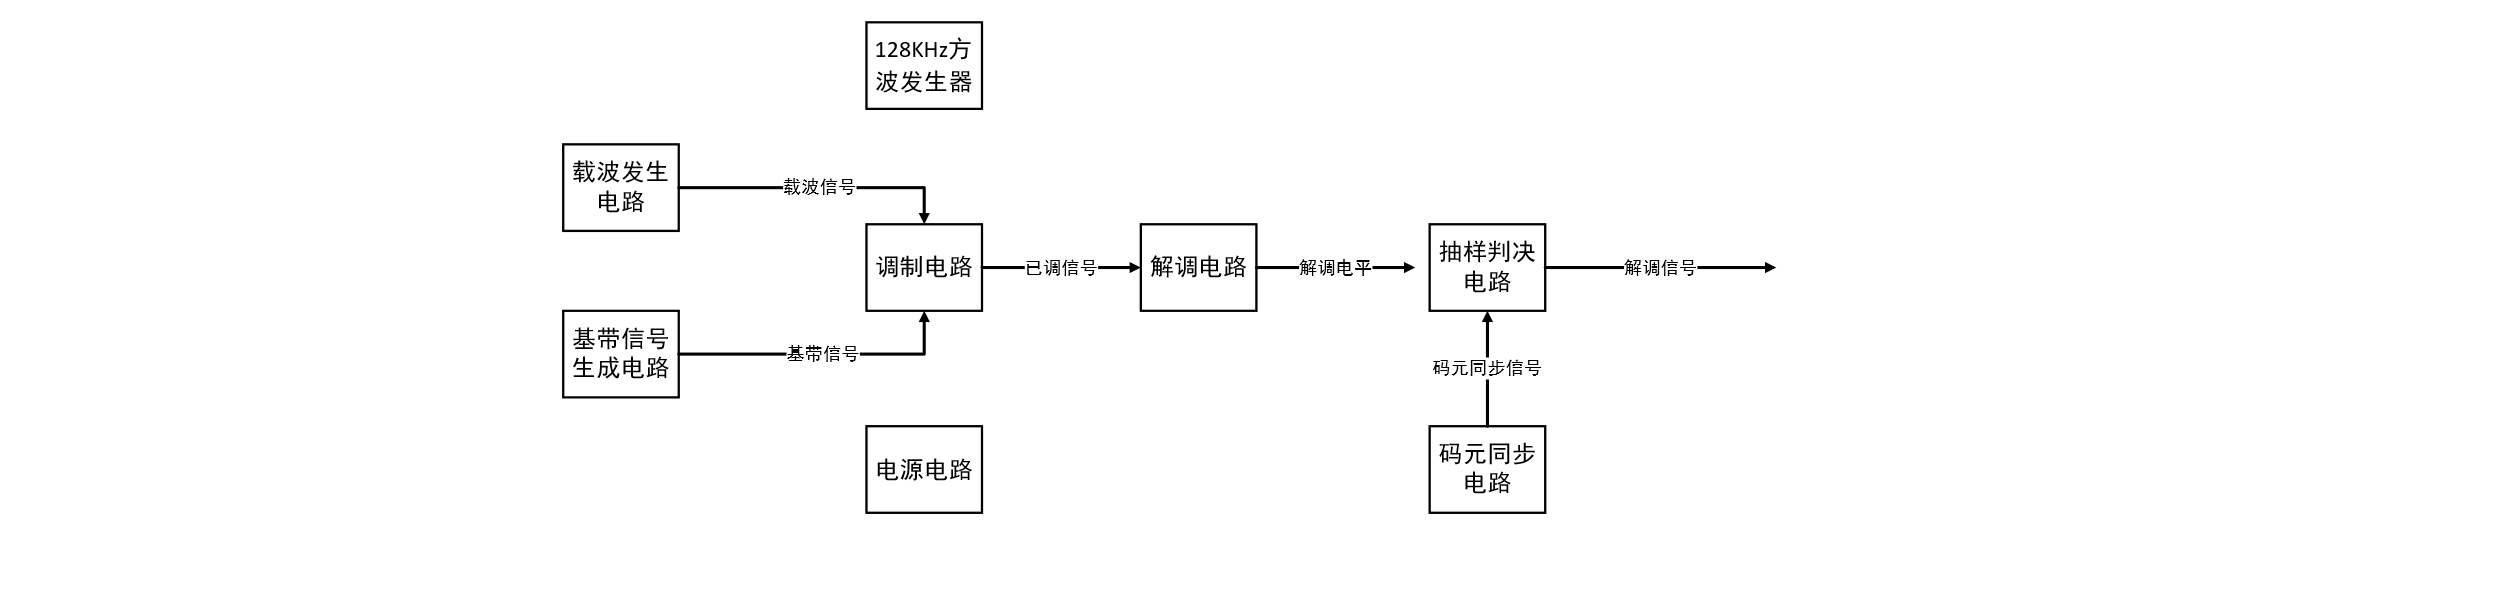 128KHz方
波发生器
载波发生
电路
载波信号
调制电路
已调信号
解调电路
解调电平
抽样判决
电路
解调信号
基带信号
生成电路
基带信号
码元同步信号
电源电路
码元同步
电路